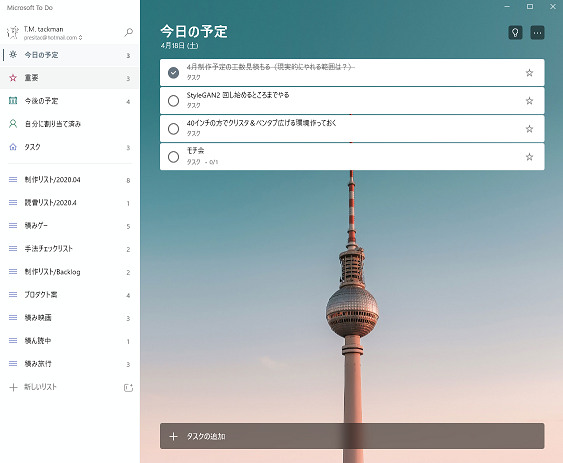 Microsoft To Do
T.M. tackman
presitac@hotmail.com
今日の予定 3
重要 3
今後の予定 4
自分に割り当て済み
タスク 3
制作リスト/2020.04 8
読書リスト/2020.4 1
積みゲー 5
手法チェックリスト 2
制作リスト/Backlog 2
プロダクト案 4
積み映画 3
積ん読中 1
積み旅行 3
新しいリスト
今日の予定
4月18日 (土)
4月制作予定の工数見積もる（現実的にやれる範囲は？）
タスク
StyleGAN2 回し始めるところまでやる
タスク
40インチの方でクリスタ＆ペンタブ広げる環境作っておく
タスク
モチ会
タスク ・0/1
タスクの追加